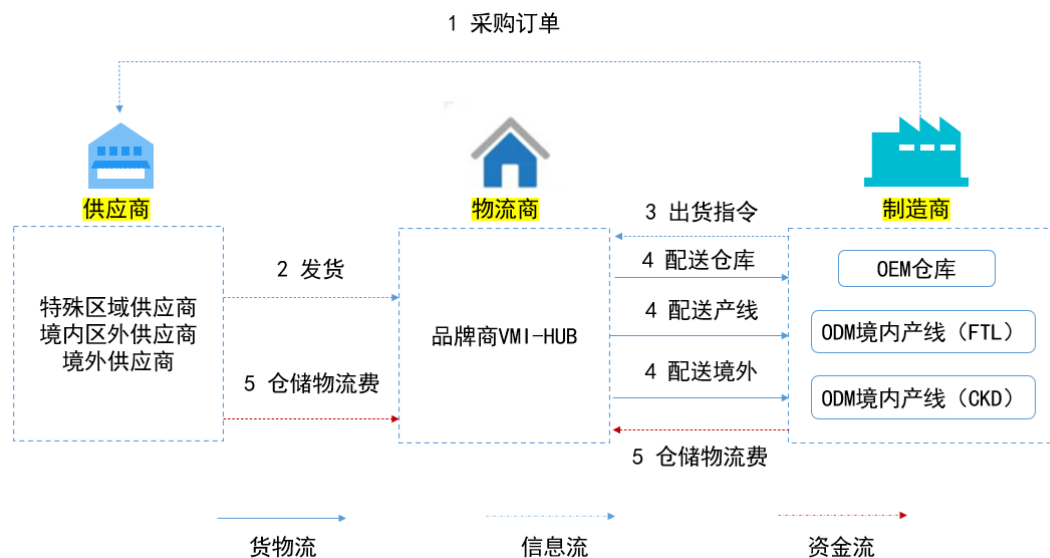 1 采购订单
供应商
物流商
制造商
3 出货指令
2 发货
4 配送仓库
OEM仓库
特殊区域供应商
境内区外供应商
境外供应商
品牌商VMI-HUB
4 配送产线
ODM境内产线（FTL）
5 仓储物流费
4 配送境外
ODM境内产线（CKD）
5 仓储物流费
货物流
信息流
资金流